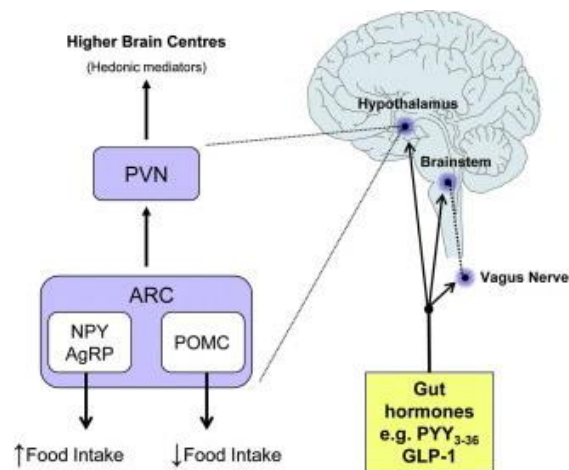 Higher Brain Centres
(Hedonic mediators)
PVN
ARC
NPY
AgRP
POMC
↑Food Intake
↓Food Intake
Hypothalamus
Brainstem
Vagus Nerve
Gut
hormones
e.g. PYY₃₋₃₆
GLP-1